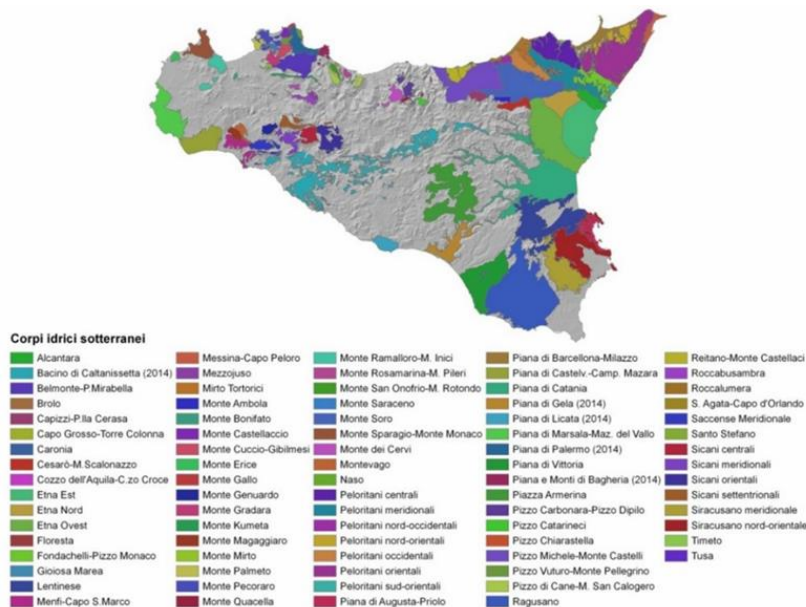 Corpi idrici sotterranei
Alcantara
Bacino di Caltanissetta (2014)
Belmonte-P.Mirabella
Brolo
Capizzi-P.lla Cerasa
Capo Grosso-Torre Colonna
Caronia
Cesarò-M.Scalonazzo
Cozzo dell'Aquila-C.zo Croce
Etna Est
Etna Nord
Etna Ovest
Floresta
Fondachelli-Pizzo Monaco
Gioiosa Marea
Lentinese
Menfi-Capo S.Marco
Messina-Capo Peloro
Mezzojuso
Mirto Tortorici
Monte Ambola
Monte Bonifato
Monte Castellaccio
Monte Cuccio-Gibilmesi
Monte Erice
Monte Gallo
Monte Genuardo
Monte Gradara
Monte Kumeta
Monte Magaggiaro
Monte Mirto
Monte Palmeto
Monte Pecoraro
Monte Quacella
Monte Ramalloro-M. Inici
Monte Rosamarina-M. Pileri
Monte San Onofrio-M. Rotondo
Monte Saraceno
Monte Soro
Monte Sparagio-Monte Monaco
Monte dei Cervi
Montevago
Naso
Peloritani centrali
Peloritani meridionali
Peloritani nord-occidentali
Peloritani nord-orientali
Peloritani occidentali
Peloritani orientali
Peloritani sud-orientali
Piana di Augusta-Priolo
Piana di Barcellona-Milazzo
Piana di Castelv.-Camp. Mazara
Piana di Catania
Piana di Gela (2014)
Piana di Licata (2014)
Piana di Marsala-Maz. del Vallo
Piana di Palermo (2014)
Piana di Vittoria
Piana e Monti di Bagheria (2014)
Piazza Armerina
Pizzo Carbonara-Pizzo Dipilo
Pizzo Catarineci
Pizzo Chiarastella
Pizzo Michele-Monte Castelli
Pizzo Vuturo-Monte Pellegrino
Pizzo di Cane-M. San Calogero
Ragusano
Reitano-Monte Castellaci
Roccabusambra
Roccalumera
S. Agata-Capo d'Orlando
Saccense Meridionale
Santo Stefano
Sicani centrali
Sicani meridionali
Sicani orientali
Sicani settentrionali
Siracusano meridionale
Siracusano nord-orientale
Timeto
Tusa